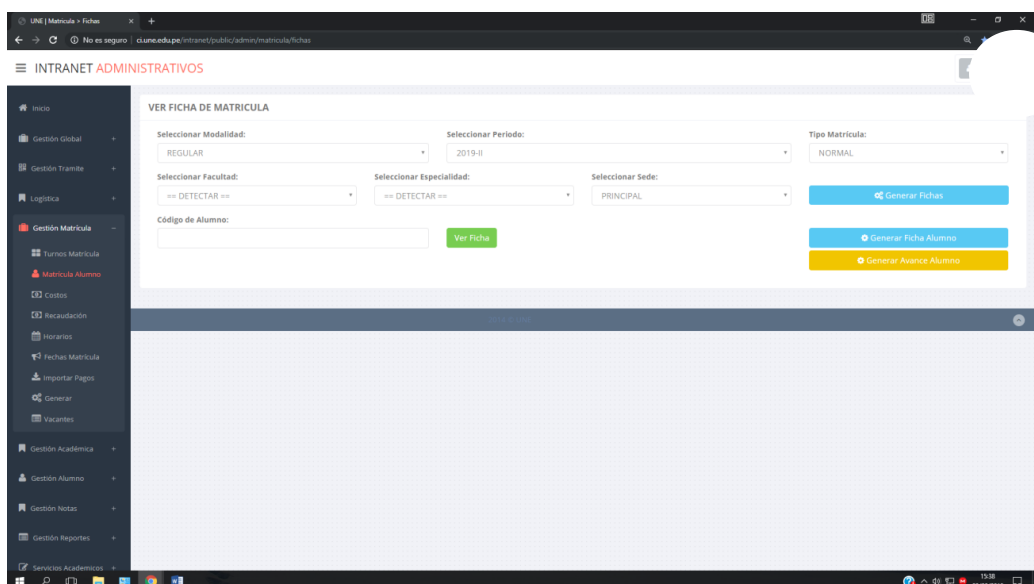 UNE | Matricula > Fichas
No es seguro | ci.une.edu.pe/intranet/public/admin/matricula/fichas
INTRANET ADMINISTRATIVOS
Inicio
Gestión Global +
Gestión Tramite +
Logística +
Gestión Matrícula −
Turnos Matrícula
Matrícula Alumno
Costos
Recaudación
Horarios
Fechas Matrícula
Importar Pagos
Generar
Vacantes
Gestión Académica +
Gestión Alumno +
Gestión Notas +
Gestión Reportes +
Servicios Academicos +
VER FICHA DE MATRICULA
Seleccionar Modalidad: Seleccionar Periodo: Tipo Matrícula:
REGULAR 2019-II NORMAL
Seleccionar Facultad: Seleccionar Especialidad: Seleccionar Sede:
== DETECTAR == == DETECTAR == PRINCIPAL Generar Fichas
Código de Alumno:
Ver Ficha Generar Ficha Alumno
Generar Avance Alumno
15:38